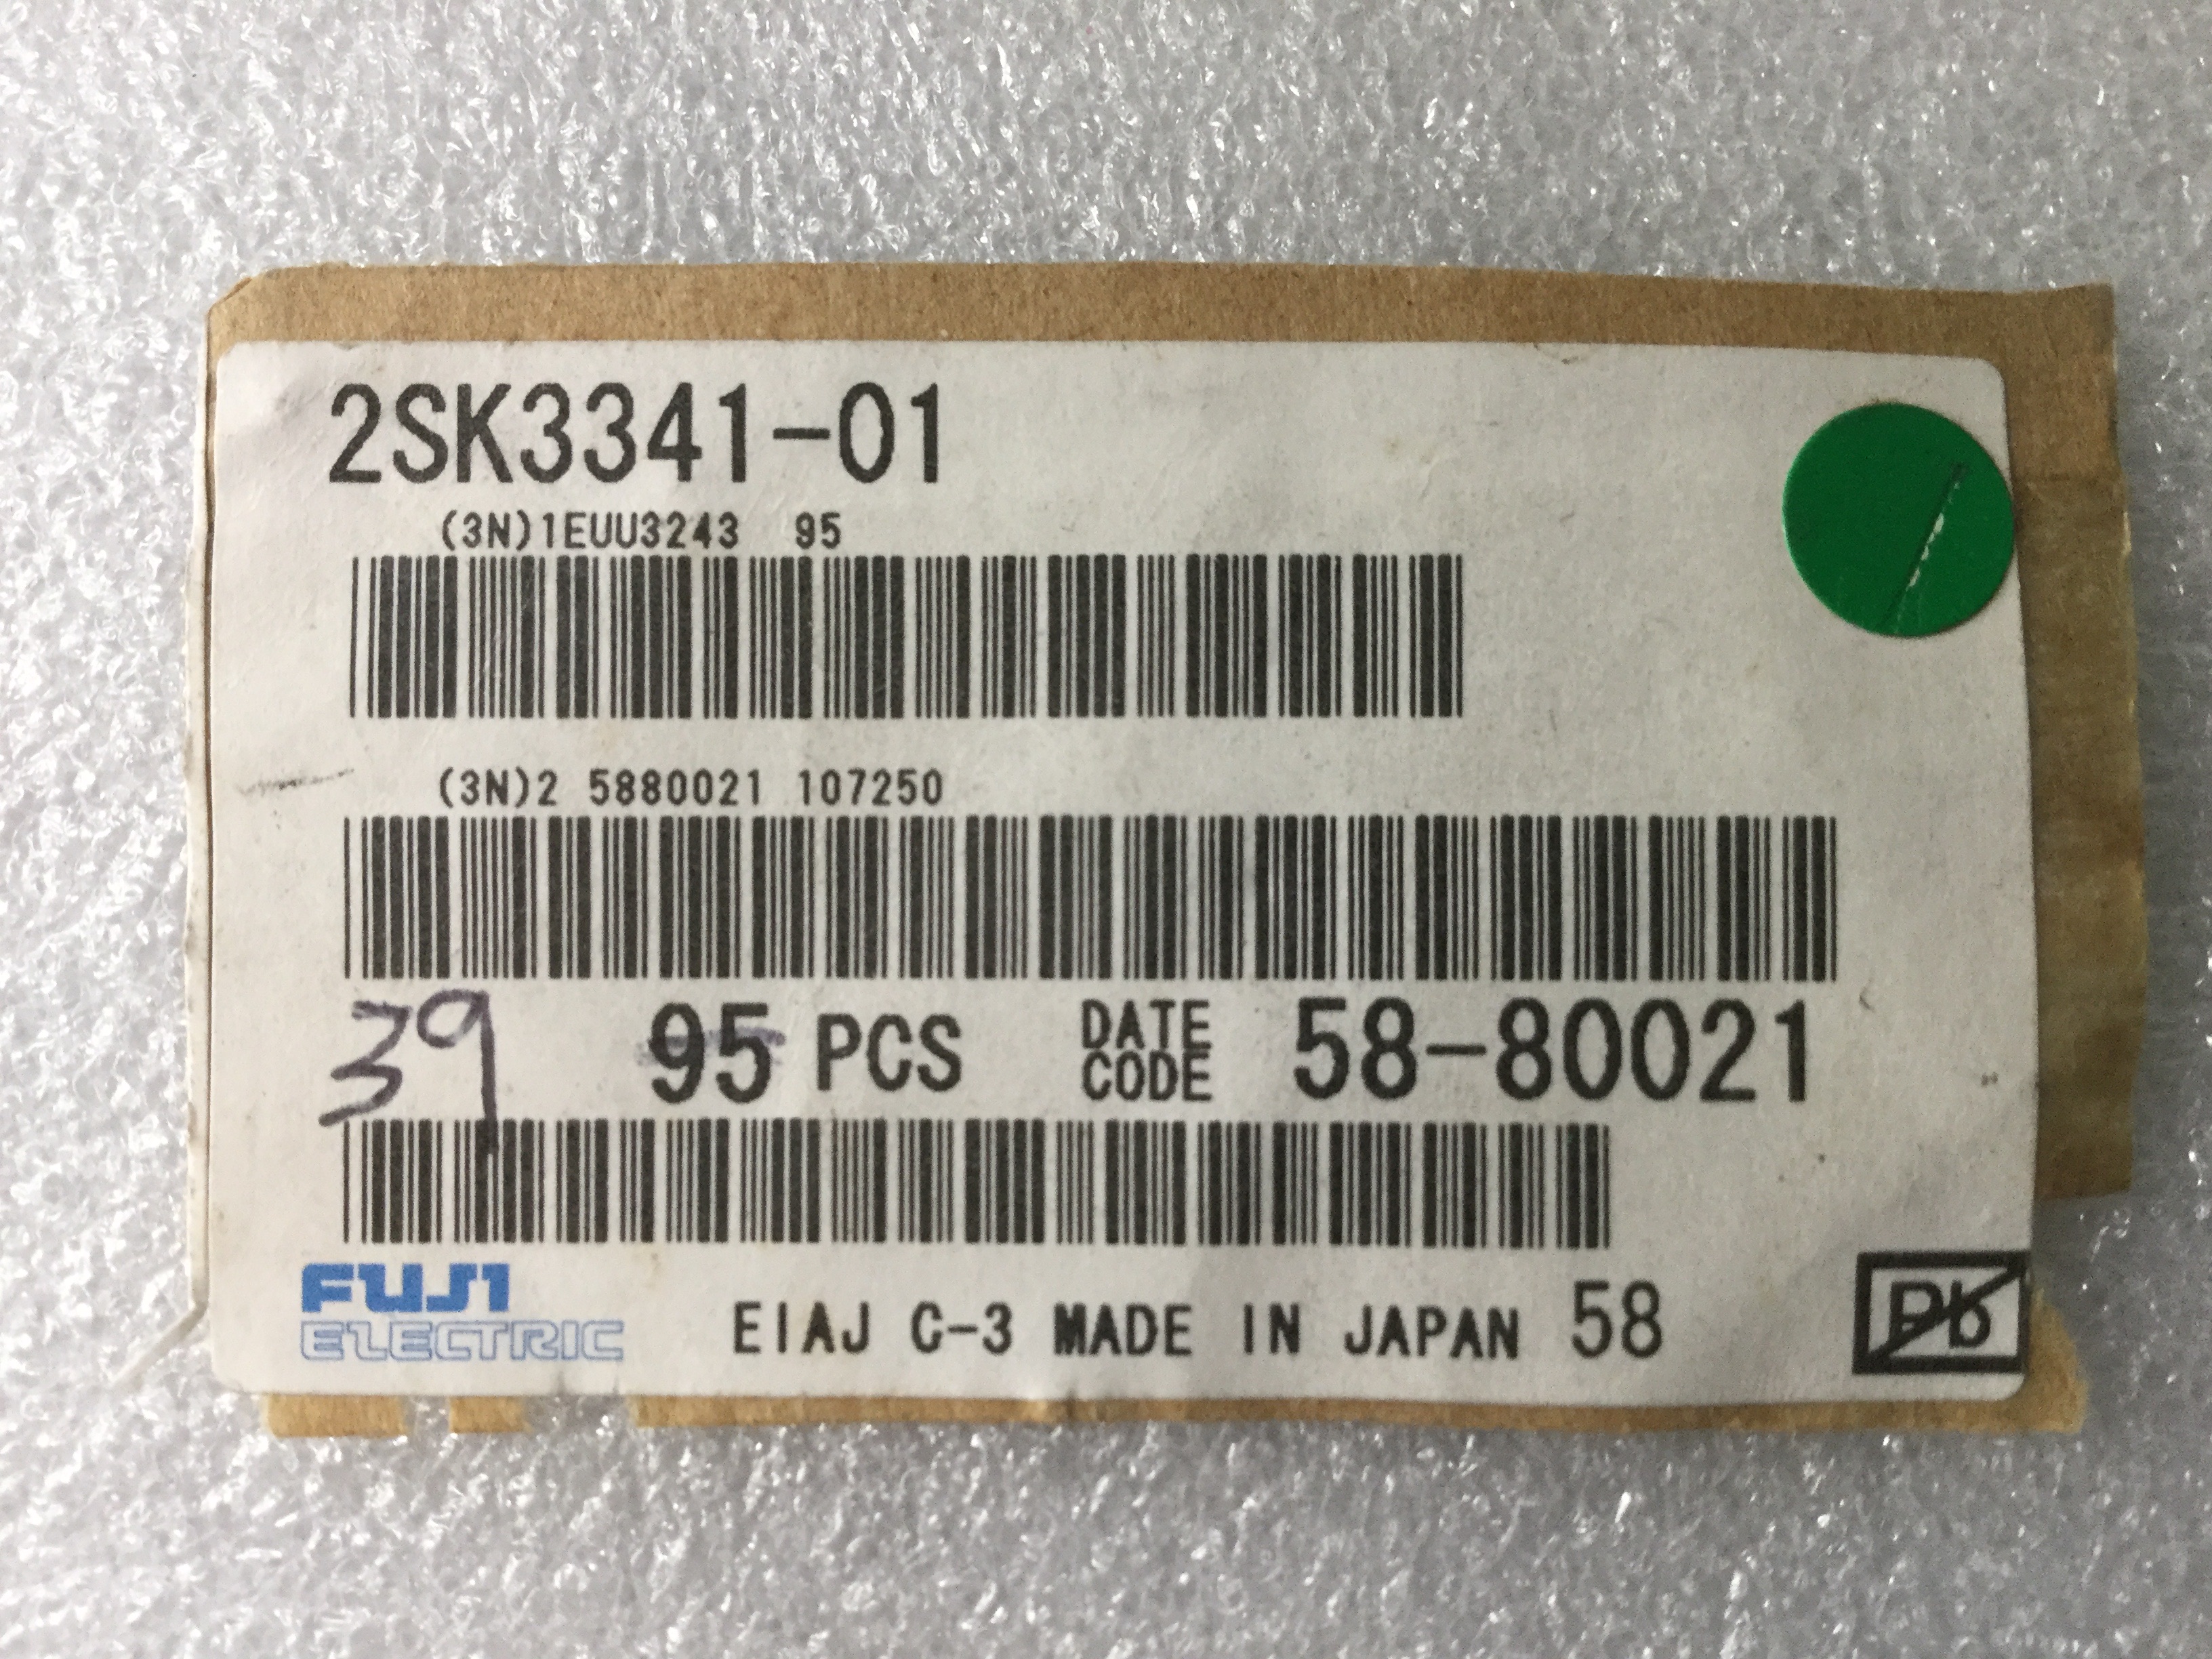 2SK3341-01
(3N)1EUU3243 95
(3N)2 5880021 107250
39 95 PCS DATE CODE 58-80021
FUJI
ELECTRIC
EIAJ C-3 MADE IN JAPAN 58
Pb